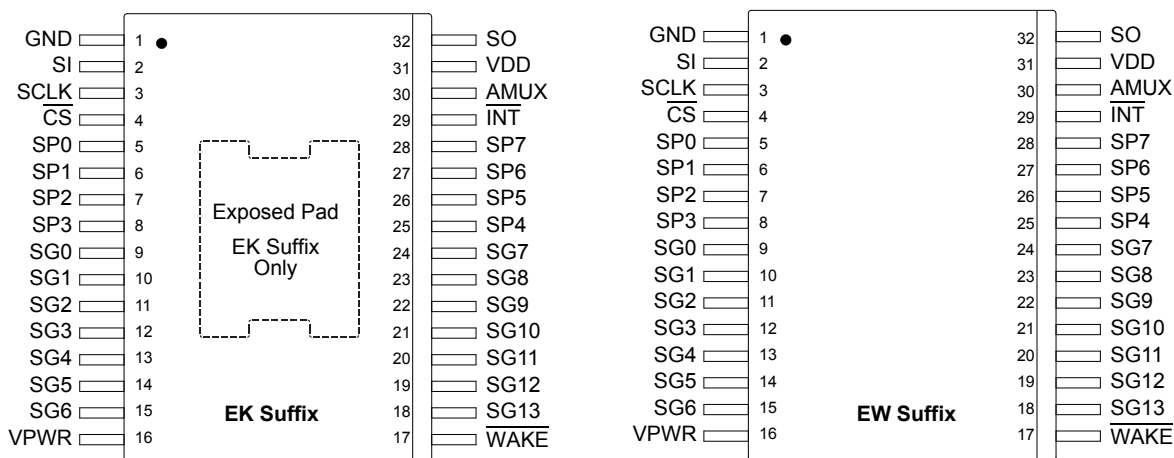 GND 1 32 SO
SI 2 31 VDD
SCLK 3 30 AMUX
CS 4 29 INT
SP0 5 28 SP7
SP1 6 27 SP6
SP2 7 26 SP5
SP3 8 25 SP4
SG0 9 24 SG7
SG1 10 23 SG8
SG2 11 22 SG9
SG3 12 21 SG10
SG4 13 20 SG11
SG5 14 19 SG12
SG6 15 18 SG13
VPWR 16 17 WAKE
Exposed Pad
EK Suffix
Only
EK Suffix
GND 1 32 SO
SI 2 31 VDD
SCLK 3 30 AMUX
CS 4 29 INT
SP0 5 28 SP7
SP1 6 27 SP6
SP2 7 26 SP5
SP3 8 25 SP4
SG0 9 24 SG7
SG1 10 23 SG8
SG2 11 22 SG9
SG3 12 21 SG10
SG4 13 20 SG11
SG5 14 19 SG12
SG6 15 18 SG13
VPWR 16 17 WAKE
EW Suffix